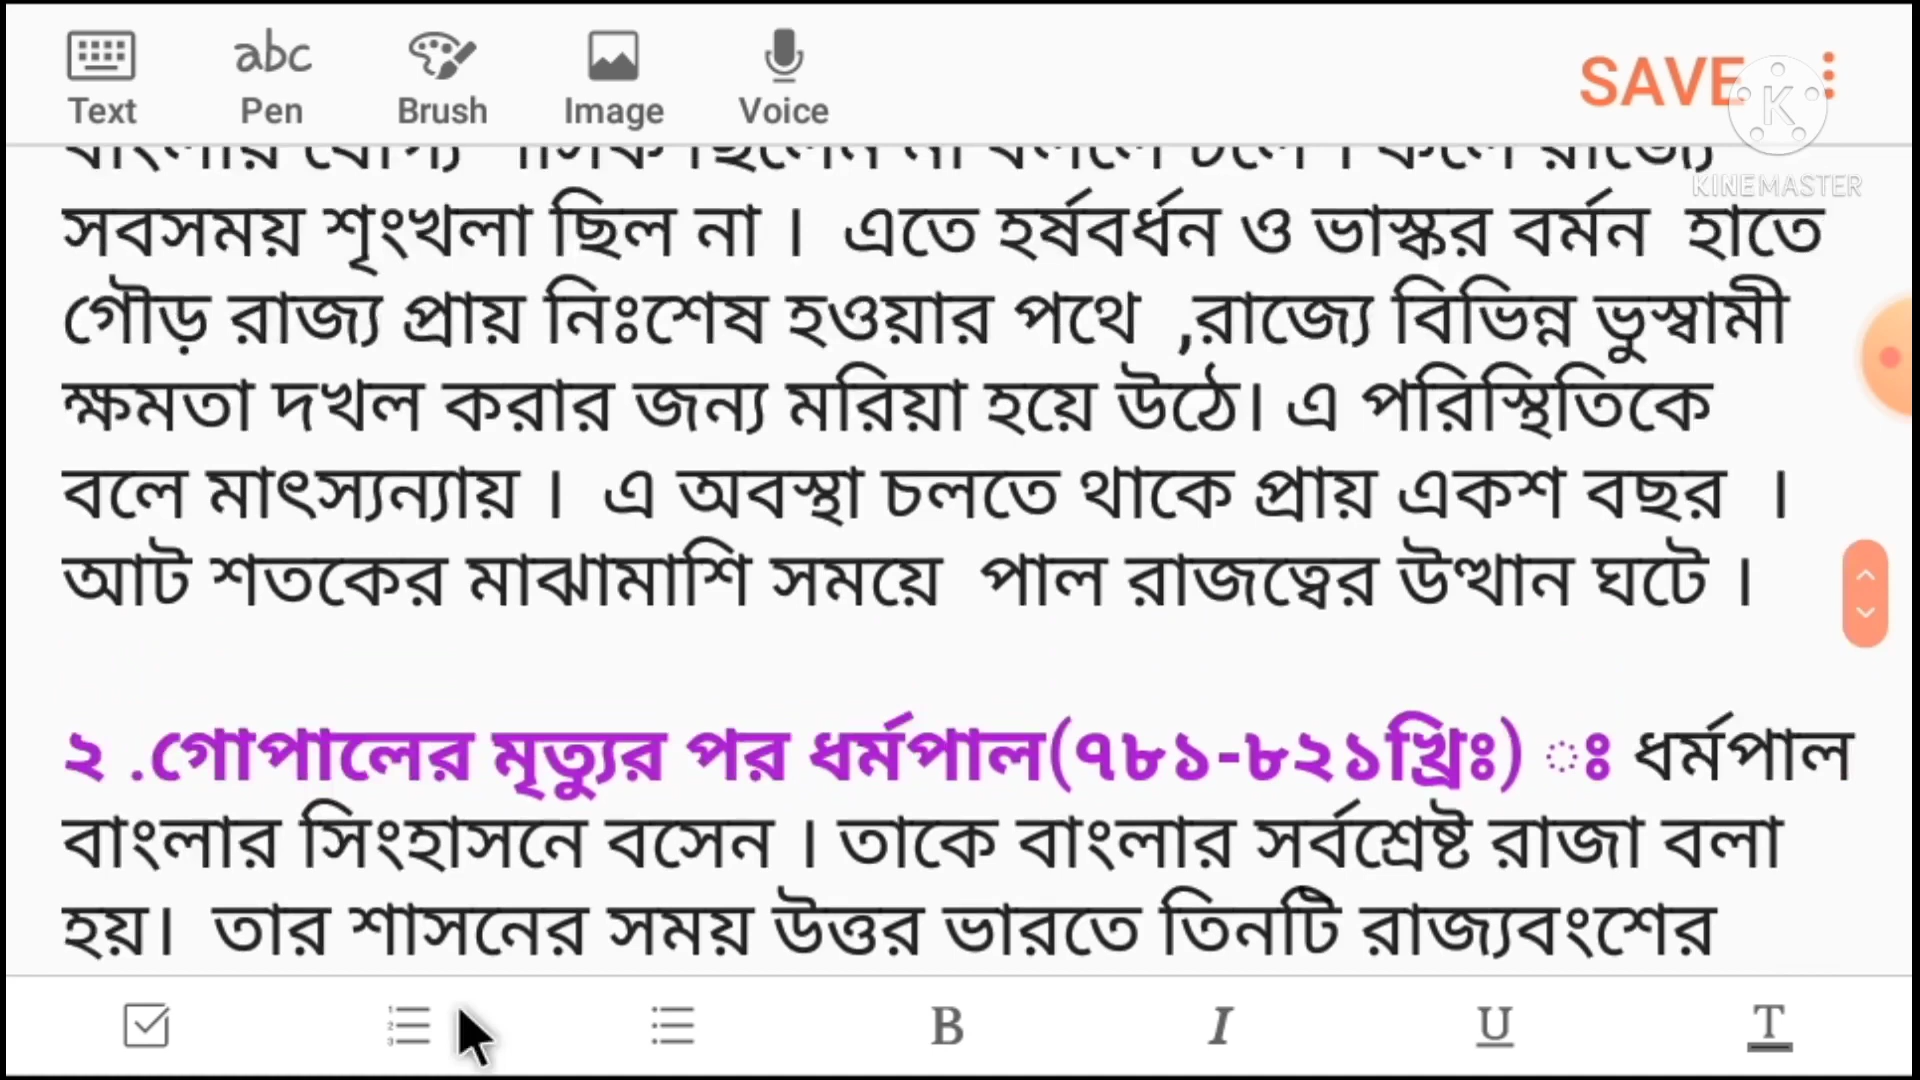 Text
Pen
Brush
Image
Voice
SAVE
KINEMASTER
সবসময় শৃংখলা ছিল না । এতে হর্ষবর্ধন ও ভাস্কর বর্মন হাতে
গৌড় রাজ্য প্রায় নিঃশেষ হওয়ার পথে ,রাজ্যে বিভিন্ন ভুস্বামী
ক্ষমতা দখল করার জন্য মরিয়া হয়ে উঠে। এ পরিস্থিতিকে
বলে মাৎস্যন্যায় । এ অবস্থা চলতে থাকে প্রায় একশ বছর ।
আট শতকের মাঝামাশি সময়ে পাল রাজত্বের উত্থান ঘটে ।
২ .গোপালের মৃত্যুর পর ধর্মপাল(৭৮১-৮২১খ্রিঃ) ঃ ধর্মপাল
বাংলার সিংহাসনে বসেন । তাকে বাংলার সর্বশ্রেষ্ট রাজা বলা
হয়। তার শাসনের সময় উত্তর ভারতে তিনটি রাজ্যবংশের